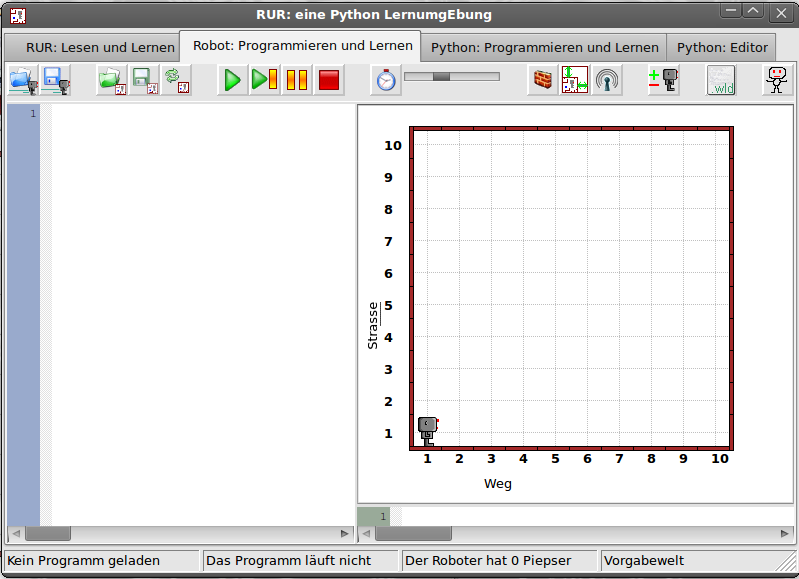 RUR: eine Python LernumgEbung
RUR: Lesen und Lernen
Robot: Programmieren und Lernen
Python: Programmieren und Lernen
Python: Editor
.wld
1
10
9
8
7
6
5
4
3
2
1
Strasse
1 2 3 4 5 6 7 8 9 10
Weg
1
Kein Programm geladen
Das Programm läuft nicht
Der Roboter hat 0 Piepser
Vorgabewelt